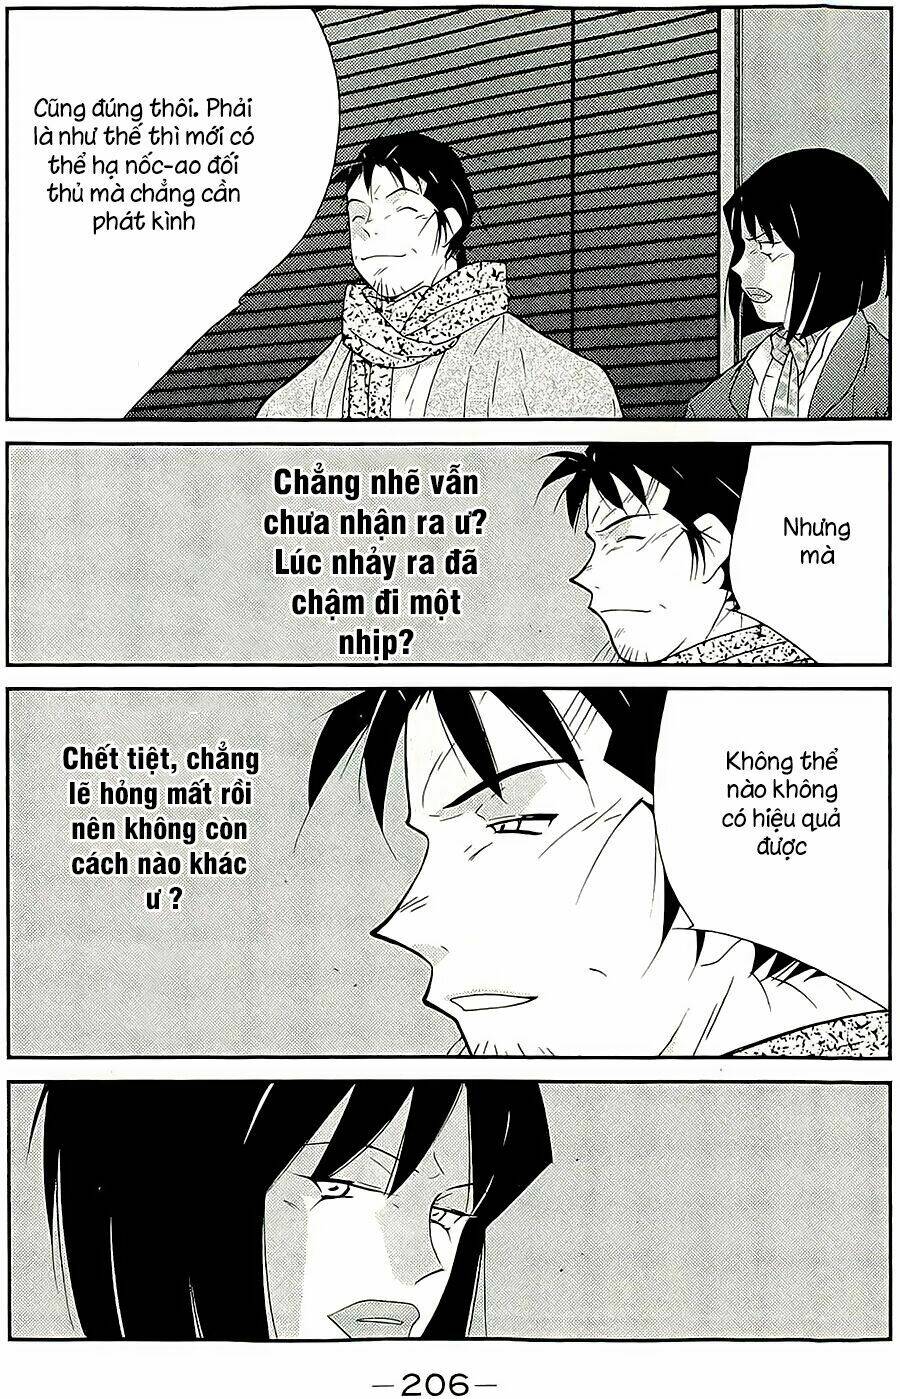 Cũng đúng thôi. Phải
là như thế thì mới có
thể hạ nốc-ao đối
thủ mà chẳng cần
phát kình
Chẳng nhẽ vẫn
chưa nhận ra ư?
Lúc nhảy ra đã
chậm đi một
nhịp?
Nhưng
mà
Chết tiệt, chẳng
lẽ hỏng mất rồi
nên không còn
cách nào khác
ư ?
Không thể
nào không
có hiệu quả
được
—206—